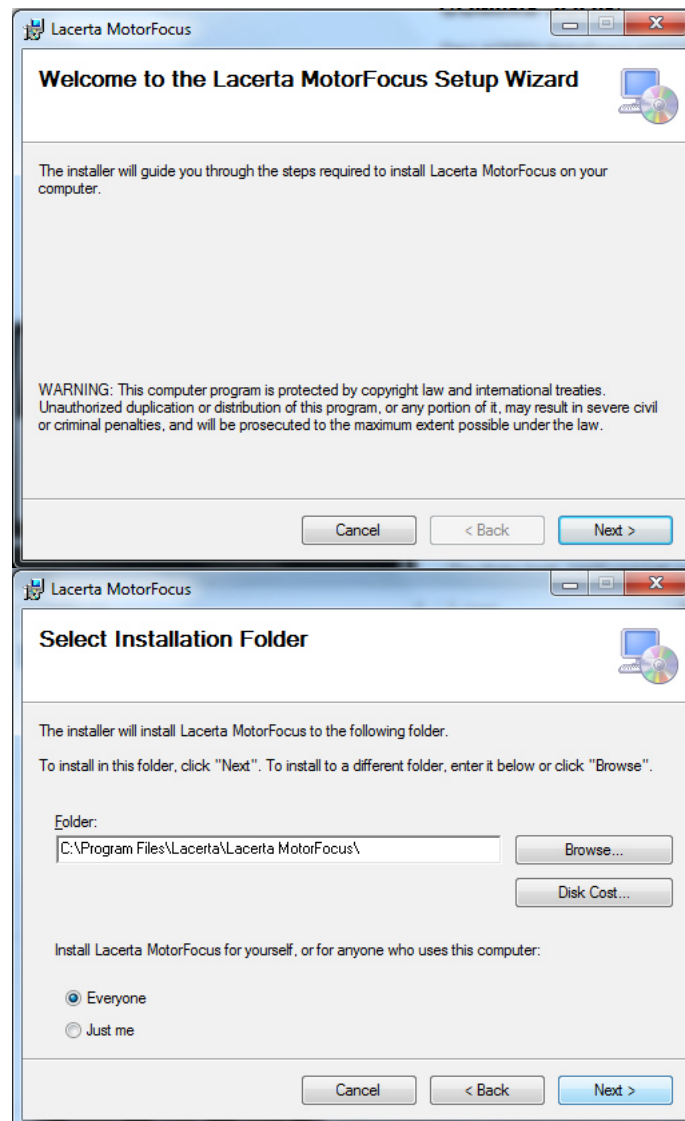 Lacerta MotorFocus
Welcome to the Lacerta MotorFocus Setup Wizard
The installer will guide you through the steps required to install Lacerta MotorFocus on your
computer.
WARNING: This computer program is protected by copyright law and international treaties.
Unauthorized duplication or distribution of this program, or any portion of it, may result in severe civil
or criminal penalties, and will be prosecuted to the maximum extent possible under the law.
Cancel < Back Next >
Lacerta MotorFocus
Select Installation Folder
The installer will install Lacerta MotorFocus to the following folder.
To install in this folder, click "Next". To install to a different folder, enter it below or click "Browse".
Folder:
C:\Program Files\Lacerta\Lacerta MotorFocus\
Browse...
Disk Cost...
Install Lacerta MotorFocus for yourself, or for anyone who uses this computer:
Everyone
Just me
Cancel < Back Next >